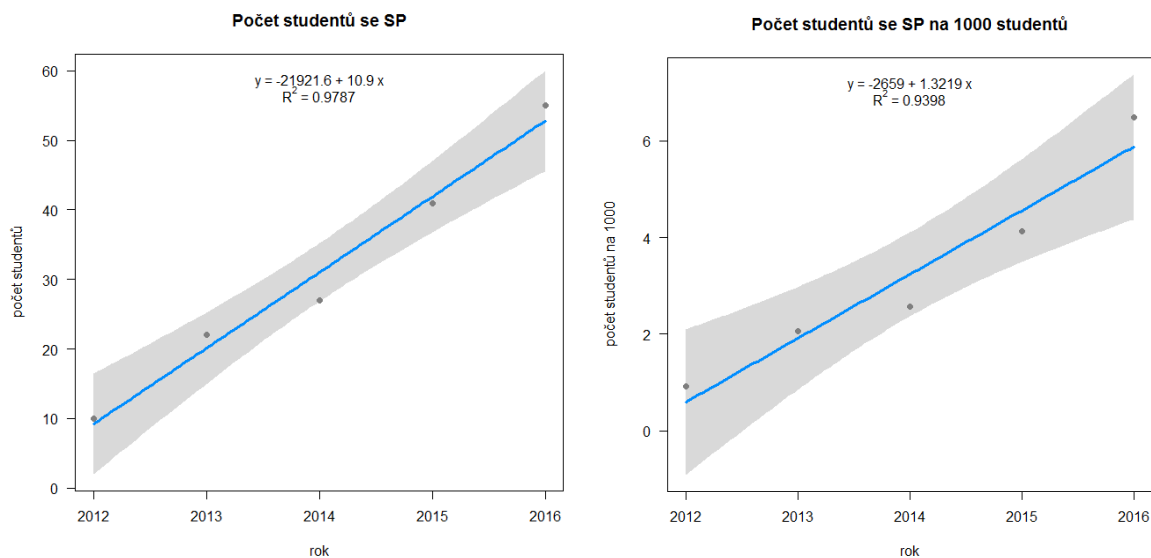 Počet studentů se SP
y = -21921.6 + 10.9 x
R² = 0.9787
60
50
40
30
20
10
0
počet studentů
2012 2013 2014 2015 2016
rok
Počet studentů se SP na 1000 studentů
y = -2659 + 1.3219 x
R² = 0.9398
6
4
2
0
počet studentů na 1000
2012 2013 2014 2015 2016
rok